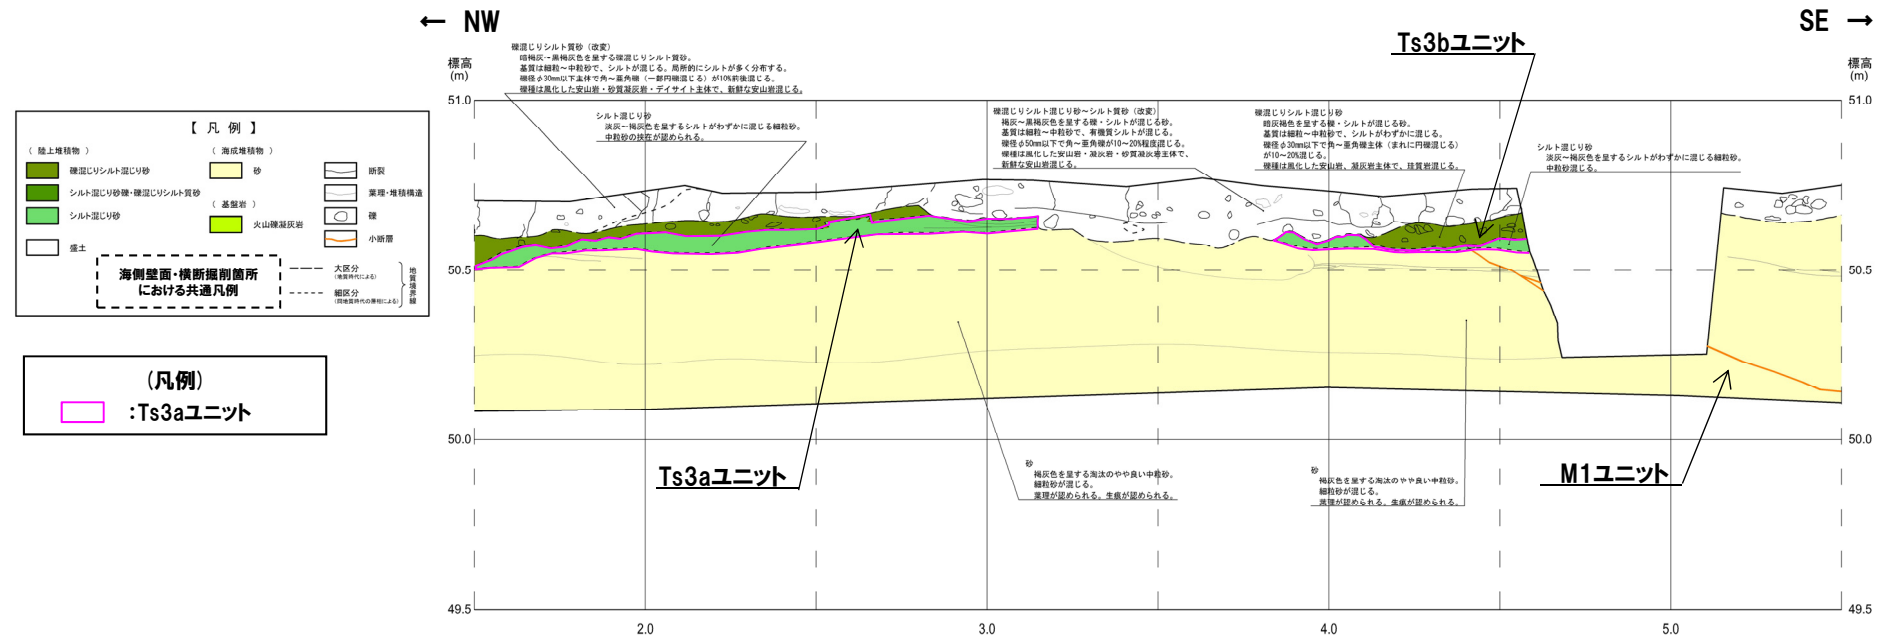 ← NW
SE →
Ts3bユニット
標高
(m)
標高
(m)
礫混じりシルト質砂（改変）
暗褐灰～黒褐灰色を呈する礫混じりシルト質砂。
基質は細粒～中粒砂で、シルトが混じる。局所的にシルトが多く分布する。
礫径φ30mm以下主体で角～亜角礫（一部円礫混じる）が10%前後混じる。
礫種は風化した安山岩・砂質凝灰岩・デイサイト主体で、新鮮な安山岩混じる。
シルト混じり砂
淡灰～褐灰色を呈するシルトがわずかに混じる細粒砂。
中粒砂の挟在が認められる。
礫混じりシルト混じり砂～シルト質砂（改変）
褐灰～黒褐灰色を呈する礫・シルトが混じる砂。
基質は細粒～中粒砂で、有機質シルトが混じる。
礫径φ50mm以下で角～亜角礫が10～20%程度混じる。
礫種は風化した安山岩・凝灰岩・砂質凝灰岩主体で、
新鮮な安山岩混じる。
礫混じりシルト混じり砂
暗灰褐色を呈する礫・シルトが混じる砂。
基質は細粒～中粒砂で、シルトがわずかに混じる。
礫径φ30mm以下で角～亜角礫主体（まれに円礫混じる）
が10～20%混じる。
礫種は風化した安山岩、凝灰岩主体で、珪質岩混じる。
シルト混じり砂
淡灰～褐灰色を呈するシルトがわずかに混じる細粒砂。
中粒砂混じる。
51.0
51.0
50.5
50.5
50.0
50.0
49.5
49.5
2.0
3.0
4.0
5.0
【 凡 例 】
（ 陸上堆積物 ）
礫混じりシルト混じり砂
シルト混じり砂礫・礫混じりシルト質砂
シルト混じり砂
盛土
（ 海成堆積物 ）
砂
（ 基盤岩 ）
火山礫凝灰岩
断裂
葉理・堆積構造
礫
小断層
海側壁面・横断掘削箇所
における共通凡例
大区分
(地質時代による)
細区分
(同地質時代の層相による)
地質境界線
(凡例)
:Ts3aユニット
Ts3aユニット
M1ユニット
砂
褐灰色を呈する淘汰のやや良い中粒砂。
細粒砂が混じる。
葉理が認められる。生痕が認められる。
砂
褐灰色を呈する淘汰のやや良い中粒砂。
細粒砂が混じる。
葉理が認められる。生痕が認められる。